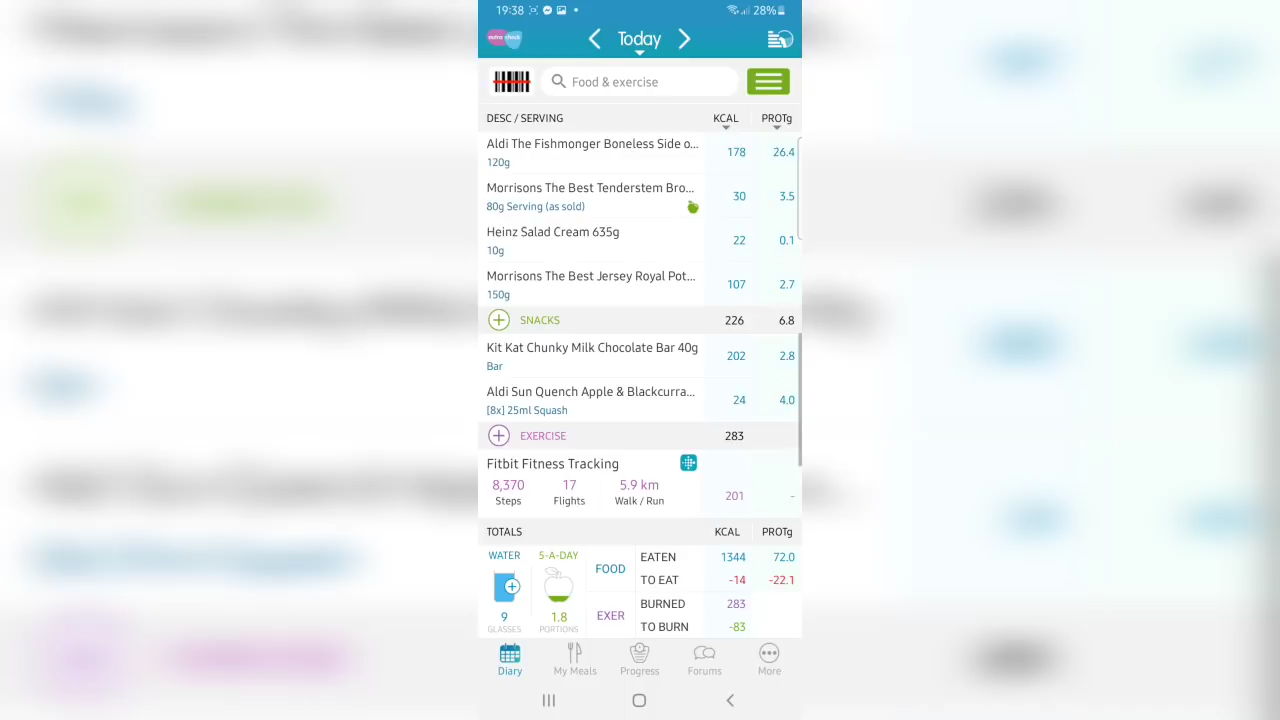 19:38
28%
nutracheck
Today
Food & exercise
DESC / SERVING KCAL PROTg
Aldi The Fishmonger Boneless Side o... 178 26.4
120g
Morrisons The Best Tenderstem Bro... 30 3.5
80g Serving (as sold)
Heinz Salad Cream 635g 22 0.1
10g
Morrisons The Best Jersey Royal Pot... 107 2.7
150g
SNACKS 226 6.8
Kit Kat Chunky Milk Chocolate Bar 40g 202 2.8
Bar
Aldi Sun Quench Apple & Blackcurra... 24 4.0
[8x] 25ml Squash
EXERCISE 283
Fitbit Fitness Tracking
8,370 17 5.9 km 201 -
Steps Flights Walk / Run
TOTALS KCAL PROTg
WATER 5-A-DAY FOOD EATEN 1344 72.0
TO EAT -14 -22.1
EXER BURNED 283
9 1.8 TO BURN -83
GLASSES PORTIONS
Diary My Meals Progress Forums More